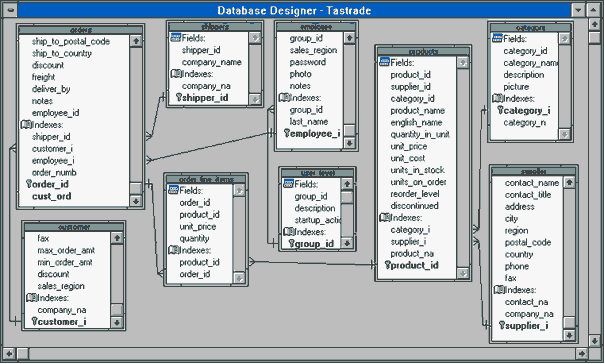 Database Designer - Tastrade
orders
ship_to_postal_code
ship_to_country
discount
freight
deliver_by
notes
employee_id
Indexes:
shipper_id
customer_i
employee_i
order_numb
order_id
cust_ord
shippers
Fields:
shipper_id
company_name
Indexes:
company_na
shipper_id
employee
group_id
sales_region
password
photo
notes
Indexes:
group_id
last_name
employee_i
products
Fields:
product_id
supplier_id
category_id
product_name
english_name
quantity_in_unit
unit_price
unit_cost
units_in_stock
units_on_order
reorder_level
discontinued
Indexes:
category_i
supplier_i
product_na
product_id
category
Fields:
category_id
category_name
description
picture
Indexes:
category_i
category_n
customer
fax
max_order_amt
min_order_amt
discount
sales_region
Indexes:
company_na
customer_i
order_line_items
Fields:
order_id
product_id
unit_price
quantity
Indexes:
product_id
order_id
user_level
Fields:
group_id
description
startup_actio
Indexes:
group_id
supplier
contact_name
contact_title
address
city
region
postal_code
country
phone
fax
Indexes:
contact_na
company_na
supplier_i